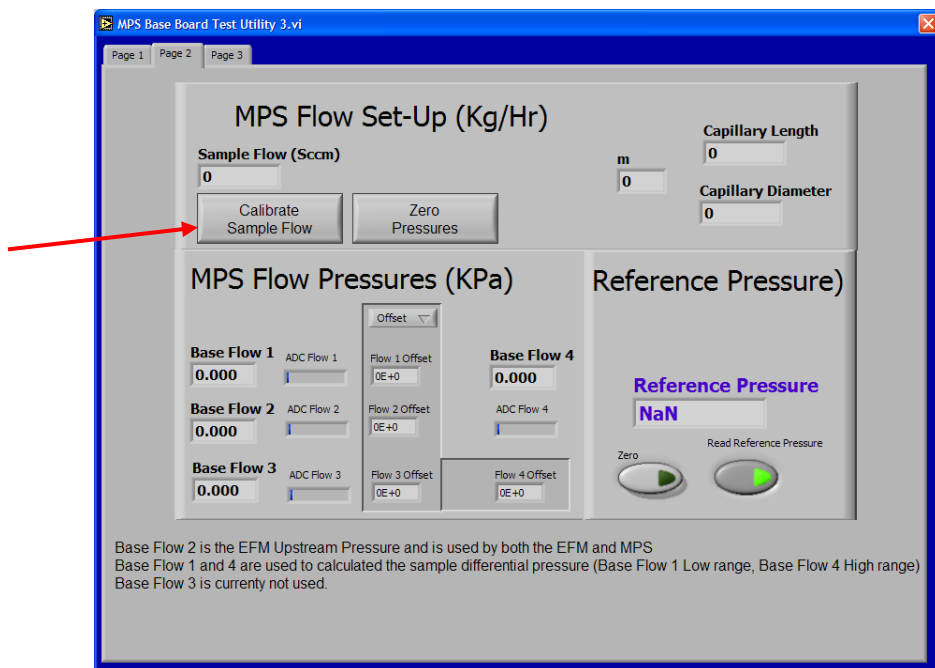 MPS Base Board Test Utility 3.vi
Page 1 Page 2 Page 3
MPS Flow Set-Up (Kg/Hr)
Sample Flow (Sccm)
0
m
0
Capillary Length
0
Capillary Diameter
0
Calibrate
Sample Flow
Zero
Pressures
MPS Flow Pressures (KPa)
Offset
Base Flow 1 ADC Flow 1 Flow 1 Offset Base Flow 4
0.000 0E+0 0.000
Base Flow 2 ADC Flow 2 Flow 2 Offset ADC Flow 4
0.000 0E+0
Base Flow 3 ADC Flow 3 Flow 3 Offset Flow 4 Offset
0.000 0E+0 0E+0
Reference Pressure)
Reference Pressure
NaN
Zero Read Reference Pressure
Base Flow 2 is the EFM Upstream Pressure and is used by both the EFM and MPS
Base Flow 1 and 4 are used to calculated the sample differential pressure (Base Flow 1 Low range, Base Flow 4 High range)
Base Flow 3 is currenty not used.